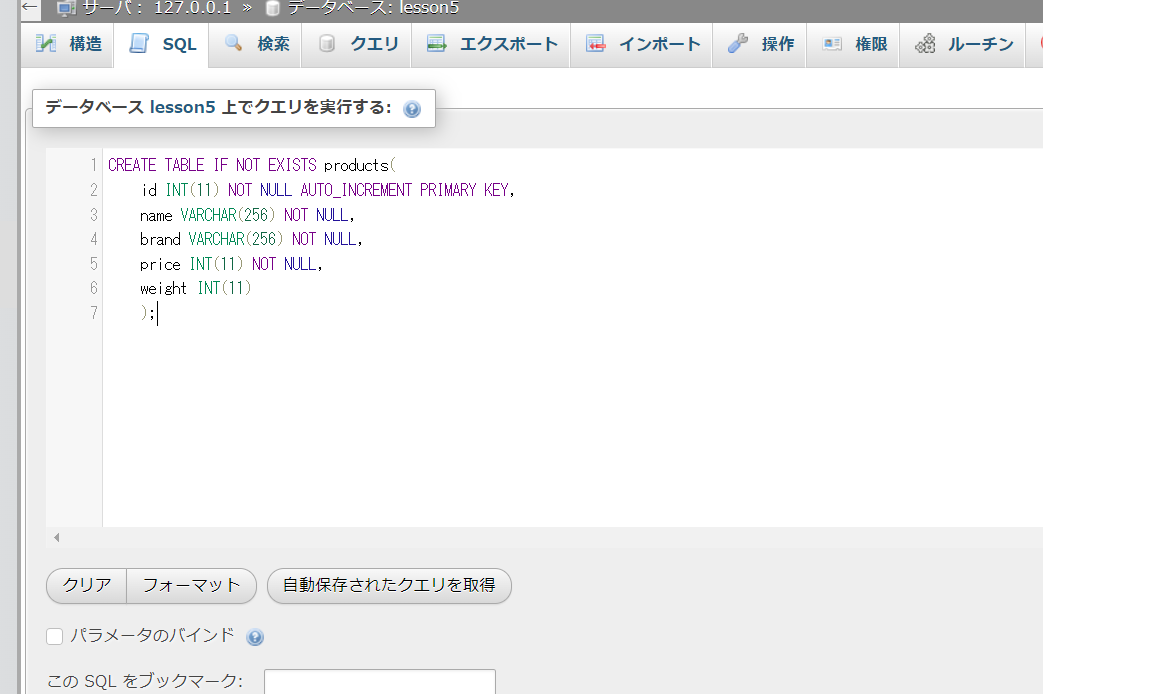 ← サーバ: 127.0.0.1 » データベース: lesson5
構造 SQL 検索 クエリ エクスポート インポート 操作 権限 ルーチン
データベース lesson5 上でクエリを実行する:
1 CREATE TABLE IF NOT EXISTS products(
2 id INT(11) NOT NULL AUTO_INCREMENT PRIMARY KEY,
3 name VARCHAR(256) NOT NULL,
4 brand VARCHAR(256) NOT NULL,
5 price INT(11) NOT NULL,
6 weight INT(11)
7 );
クリア フォーマット 自動保存されたクエリを取得
パラメータのバインド
この SQL をブックマーク: